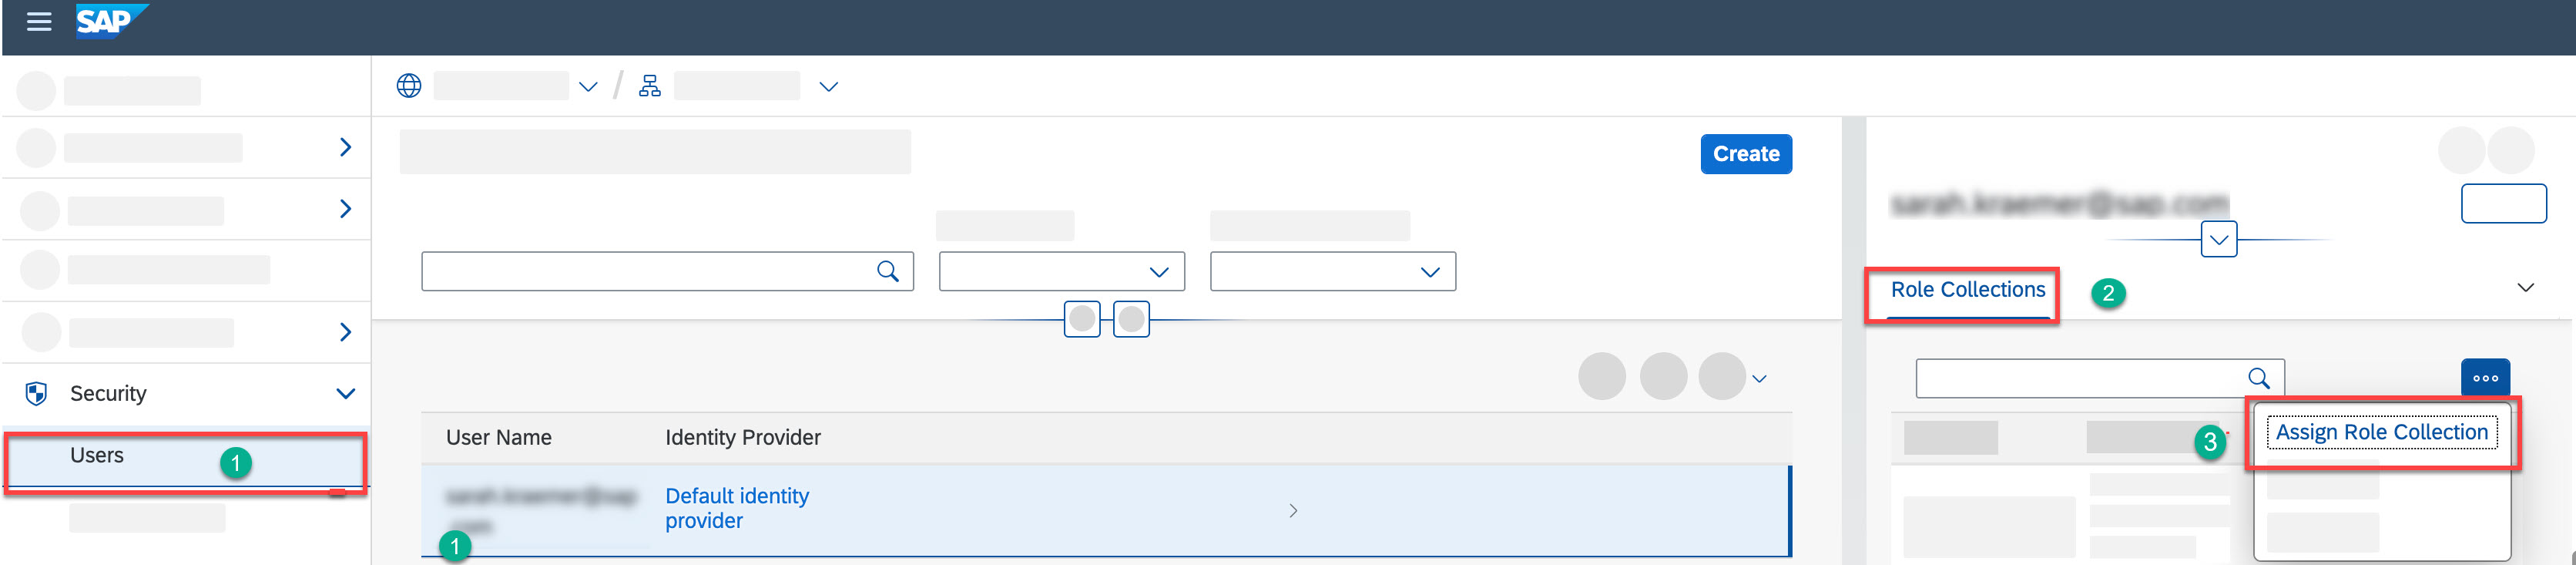 SAP
Create
Role Collections
2
Security
Users
1
User Name Identity Provider
Default identity
provider
1
3
Assign Role Collection